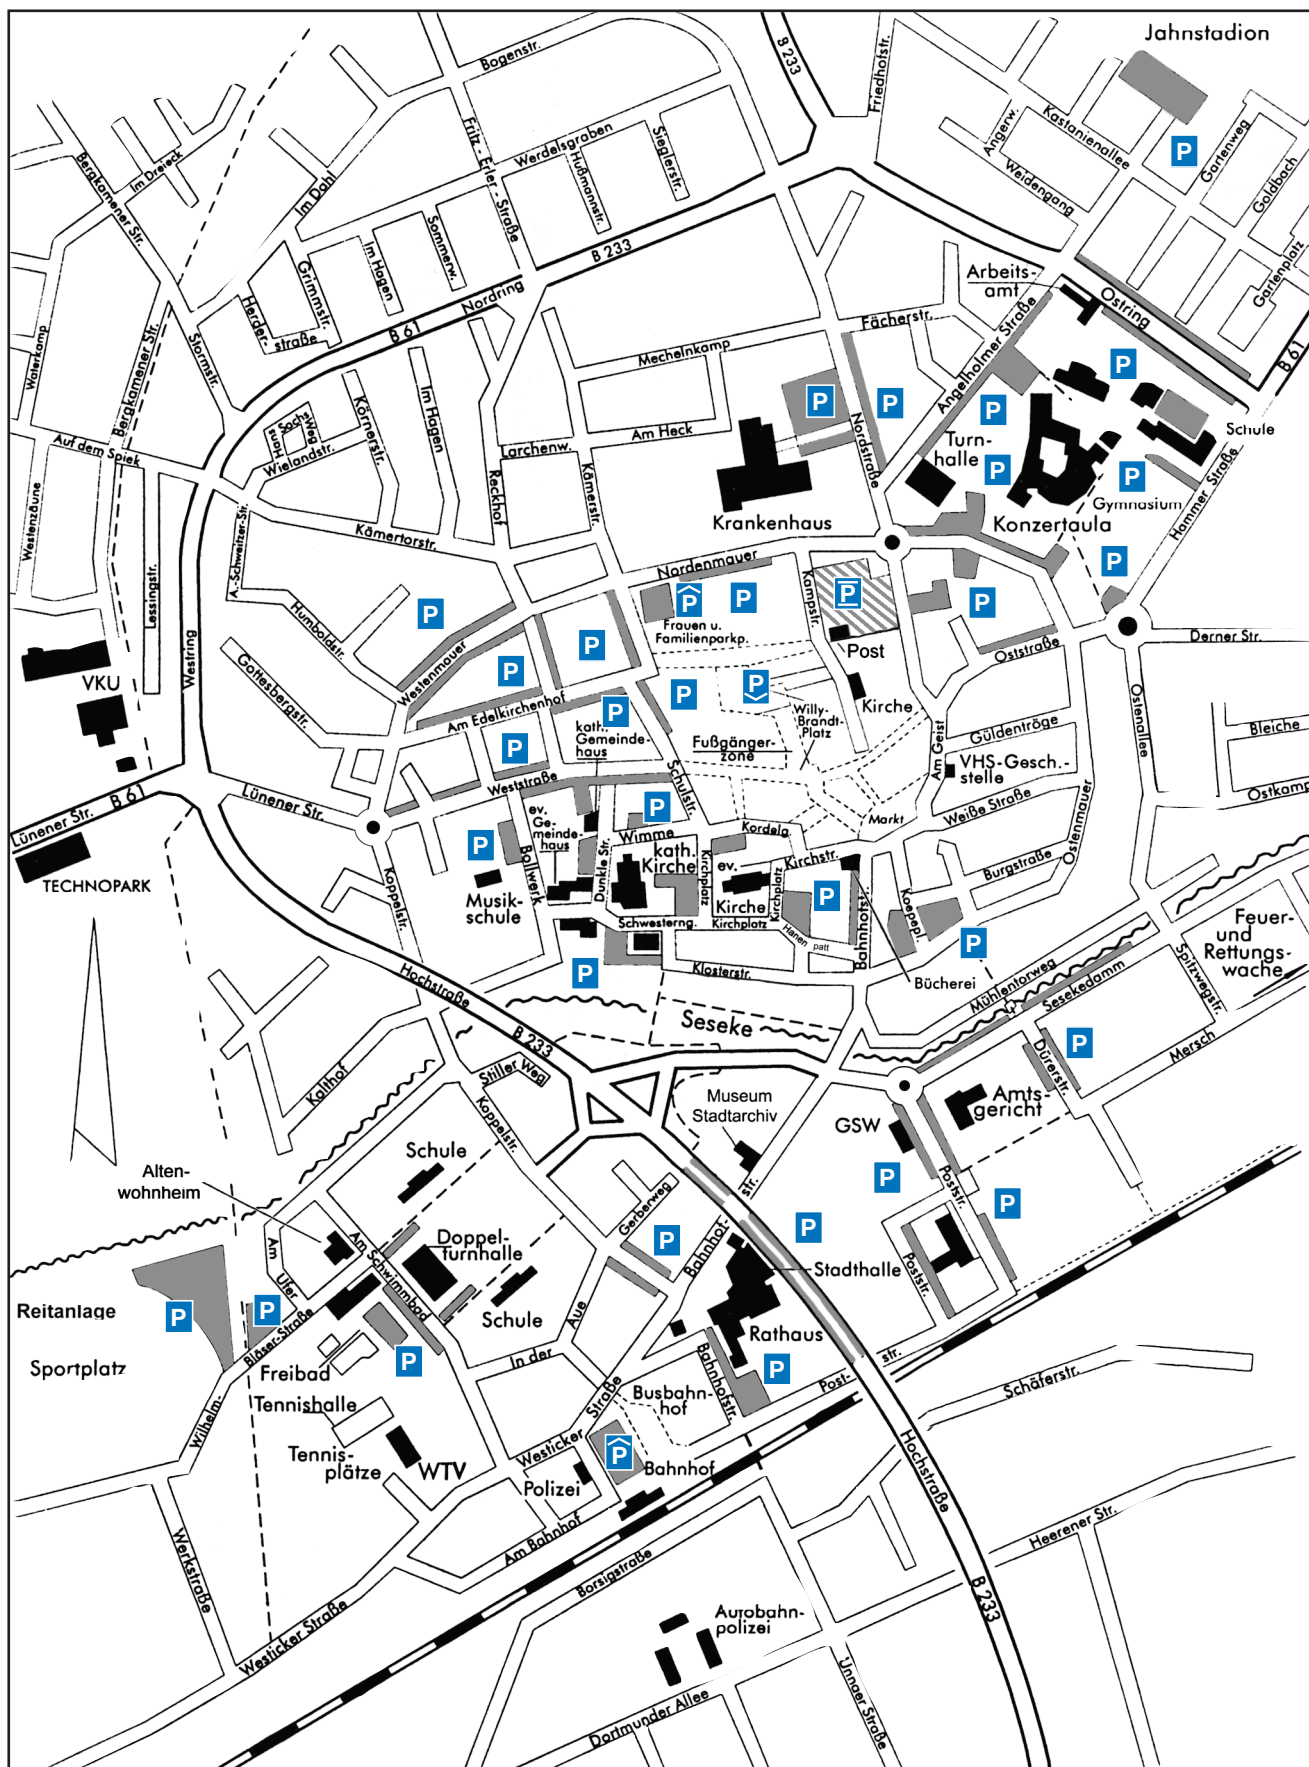 Jahnstadion
B 233
Friedhofstr.
Bogenstr.
Kastanienallee
Angerw.
Weidengang
Gartenweg
Goldbach
Gartenplatz
P
Fritz-Erler-Straße
Werdelsgraben
Hußmannstr.
Sieglerstr.
Im Dreieck
Bergkamener Str.
Im Dahl
Sommerw.
Im Hagen
Grimmstr.
Herder-
straße
B 233
Nordring
B 61
Arbeits-
amt
Ostring
B 61
Waterkamp
Bergkamener Str.
Stormstr.
Fächerstr.
Mechelnkamp
Angelholmer Straße
P
P
P
P
Hans
Sachs
Weg
Wielandstr.
Körnerstr.
Im Hagen
Am Heck
Nordstraße
Turn-
halle
P
P
Schule
Auf dem Spiek
Larchenw.
Reckhof
Kämerstr.
Krankenhaus
Konzertaula
Gymnasium
Hammer Straße
Westenzäune
Lessingstr.
A.-Schweitzer-Str.
Kämertorstr.
Nordenmauer
P
P
P
Kampstr.
P
P
P
Frauen u.
Familienparkp.
Humboldstr.
Westring
Gottesbergstr.
Westenmauer
P
P
Post
Oststraße
Derner Str.
VKU
Am Edelkirchenhof
P
P
P
Kirche
Willy-
Brandt-
Platz
Fußgänger-
zone
kath.
Gemeinde-
haus
P
Güldentröge
Am Geist
Ostenallee
Bleiche
VHS-Gesch.-
stelle
Weststraße
Schulstr.
Lünener Str.
B 61
Lünener Str.
ev.
Ge-
meinde-
haus
P
Wimme
Kordelg.
Markt
Weiße Straße
Ostkamp
Ostenmauer
TECHNOPARK
P
Musik-
schule
Bollwerk
Dunkle Str.
kath.
Kirche
Kirchplatz
ev.
Kirche
Kirchplatz
Kirchplatz
Kirchstr.
P
Burgstraße
Koppelstr.
Schwesterng.
Hanenpatt
Bahnhofst.
Koepepl.
P
Feuer-
und
Rettungs-
wache
P
Klosterstr.
Bücherei
Mühlentorweg
Sesekedamm
Spitzwegstr.
Hochstraße
B 233
Seseke
P
Dürerstr.
Mersch
Kalthof
Stiller Weg
Koppelstr.
Museum
Stadtarchiv
GSW
Amts-
gericht
Schule
Alten-
wohnheim
P
Poststr.
P
Gerberweg
P
str.
P
Bahnhof-
Am
Ufer
Am Schwimmbad
Doppel-
turnhalle
Stadthalle
Poststr.
Reitanlage
P
P
Bläser-Straße
Schule
Aue
In der
Rathaus
Sportplatz
Freibad
P
P
str.
Post-
Schäferstr.
Tennishalle
Wilhelm-
Busbahn-
hof
Bahnhofstr.
Straße
Westicker
Tennis-
plätze
WTV
P
Bahnhof
Polizei
Hochstraße
Am Bahnhof
Heerener Str.
Werkstraße
Borsigstraße
B 233
Westicker Straße
Autobahn-
polizei
Unnaer Straße
Dortmunder Allee